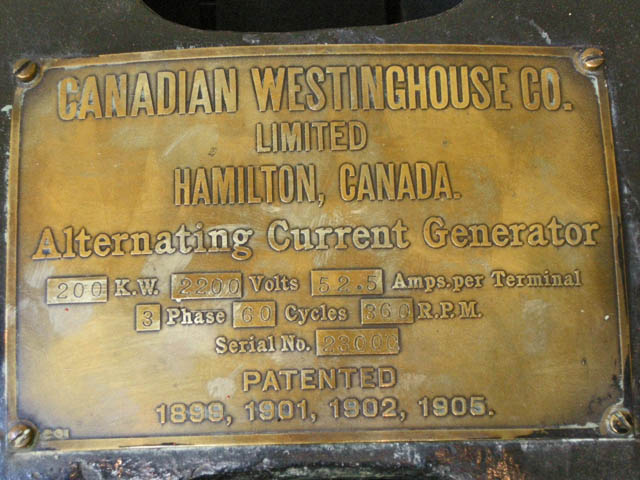 CANADIAN WESTINGHOUSE CO.
LIMITED
HAMILTON, CANADA.
Alternating Current Generator
200 K.W. 2200 Volts 52.5 Amps. per Terminal
3 Phase 60 Cycles 360 R.P.M.
Serial No.
PATENTED
1899, 1901, 1902, 1905.